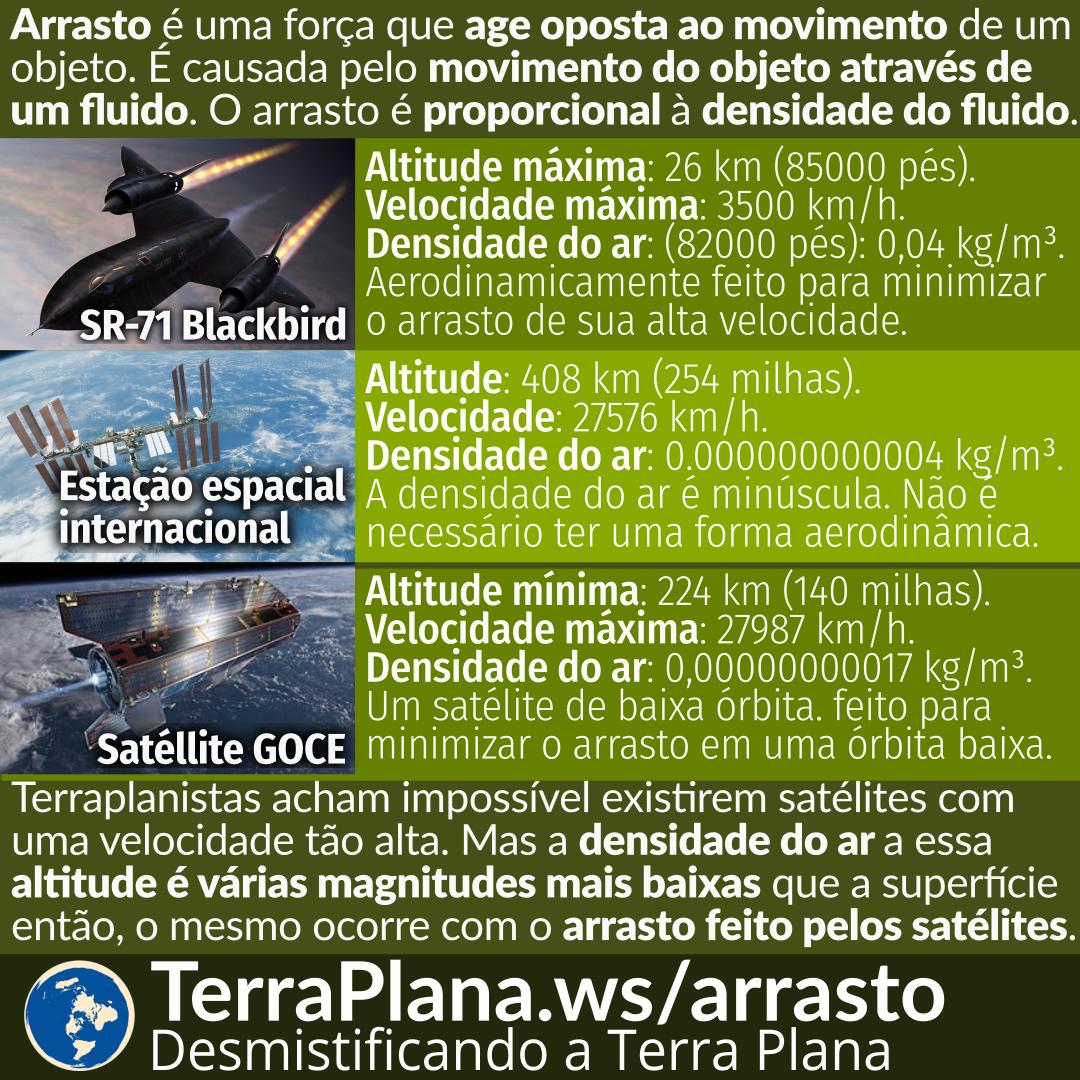 Arrasto é uma força que age oposta ao movimento de um
objeto. É causada pelo movimento do objeto através de
um fluido. O arrasto é proporcional à densidade do fluido.
SR-71 Blackbird
Altitude máxima: 26 km (85000 pés).
Velocidade máxima: 3500 km/h.
Densidade do ar: (82000 pés): 0,04 kg/m³.
Aerodinamicamente feito para minimizar
o arrasto de sua alta velocidade.
Estação espacial
internacional
Altitude: 408 km (254 milhas).
Velocidade: 27576 km/h.
Densidade do ar: 0.000000000004 kg/m³.
A densidade do ar é minúscula. Não é
necessário ter uma forma aerodinâmica.
Satéllite GOCE
Altitude mínima: 224 km (140 milhas).
Velocidade máxima: 27987 km/h.
Densidade do ar: 0,00000000017 kg/m³.
Um satélite de baixa órbita. feito para
minimizar o arrasto em uma órbita baixa.
Terraplanistas acham impossível existirem satélites com
uma velocidade tão alta. Mas a densidade do ar a essa
altitude é várias magnitudes mais baixas que a superfície
então, o mesmo ocorre com o arrasto feito pelos satélites.
TerraPlana.ws/arrasto
Desmistificando a Terra Plana